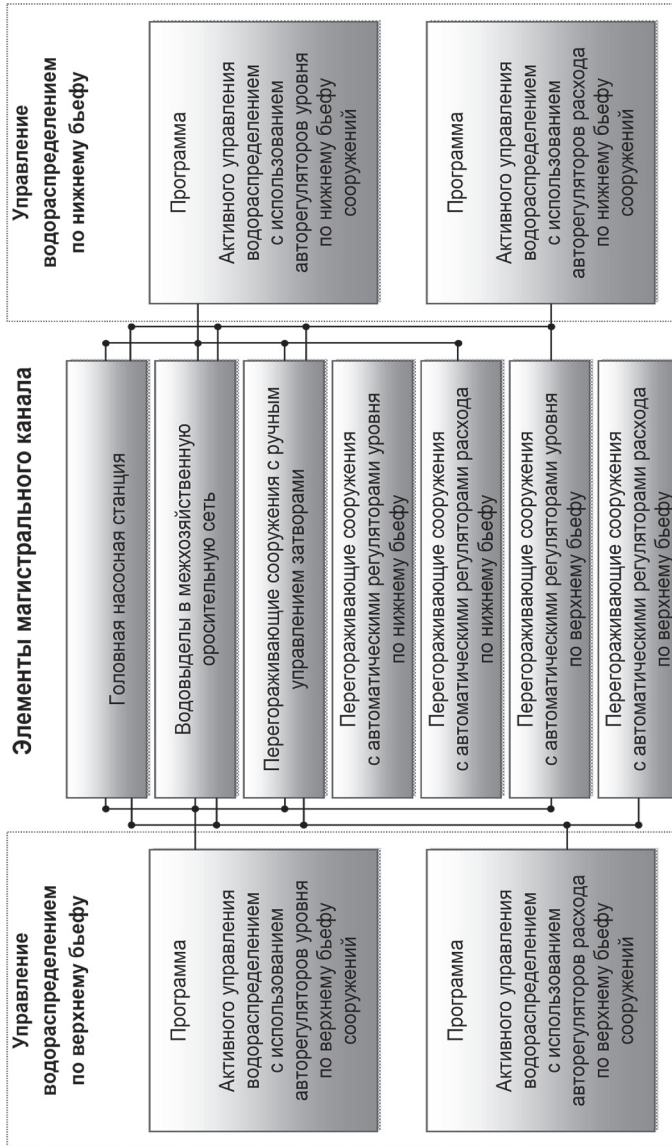 Управление
водораспределением
по верхнему бьефу
Программа
Активного управления
водораспределением
с использованием
авторегуляторов уровня
по верхнему бьефу
сооружений
Программа
Активного управления
водораспределением
с использованием
авторегуляторов расхода
по верхнему бьефу
сооружений
Элементы магистрального канала
Головная насосная станция
Водовыделы в межхозяйственную
оросительную сеть
Перегораживающие сооружения с ручным
управлением затворами
Перегораживающие сооружения
с автоматическими регуляторами уровня
по нижнему бьефу
Перегораживающие сооружения
с автоматическими регуляторами расхода
по нижнему бьефу
Перегораживающие сооружения
с автоматическими регуляторами уровня
по верхнему бьефу
Перегораживающие сооружения
с автоматическими регуляторами расхода
по верхнему бьефу
Управление
водораспределением
по нижнему бьефу
Программа
Активного управления
водораспределением
с использованием
авторегуляторов уровня
по нижнему бьефу
сооружений
Программа
Активного управления
водораспределением
с использованием
авторегуляторов расхода
по нижнему бьефу
сооружений